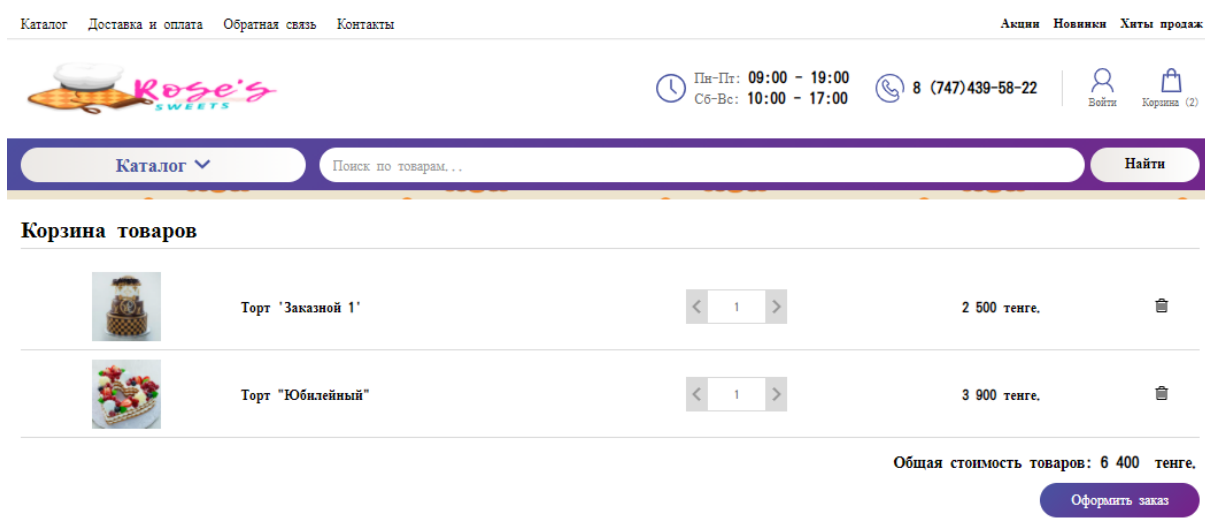 Каталог Доставка и оплата Обратная связь Контакты Акции Новинки Хиты продаж
Rose's
SWEETS
Пн-Пт: 09:00 - 19:00
Сб-Вс: 10:00 - 17:00
8 (747)439-58-22
Войти
Корзина (2)
Каталог Поиск по товарам... Найти
Корзина товаров
Торт 'Заказной 1' 1 2 500 тенге.
Торт "Юбилейный" 1 3 900 тенге.
Общая стоимость товаров: 6 400 тенге.
Оформить заказ